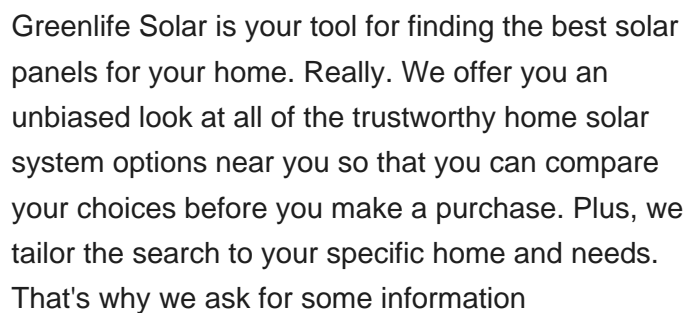 Greenlife Solar is your tool for finding the best solar
panels for your home. Really. We offer you an
unbiased look at all of the trustworthy home solar
system options near you so that you can compare
your choices before you make a purchase. Plus, we
tailor the search to your specific home and needs.
That's why we ask for some information